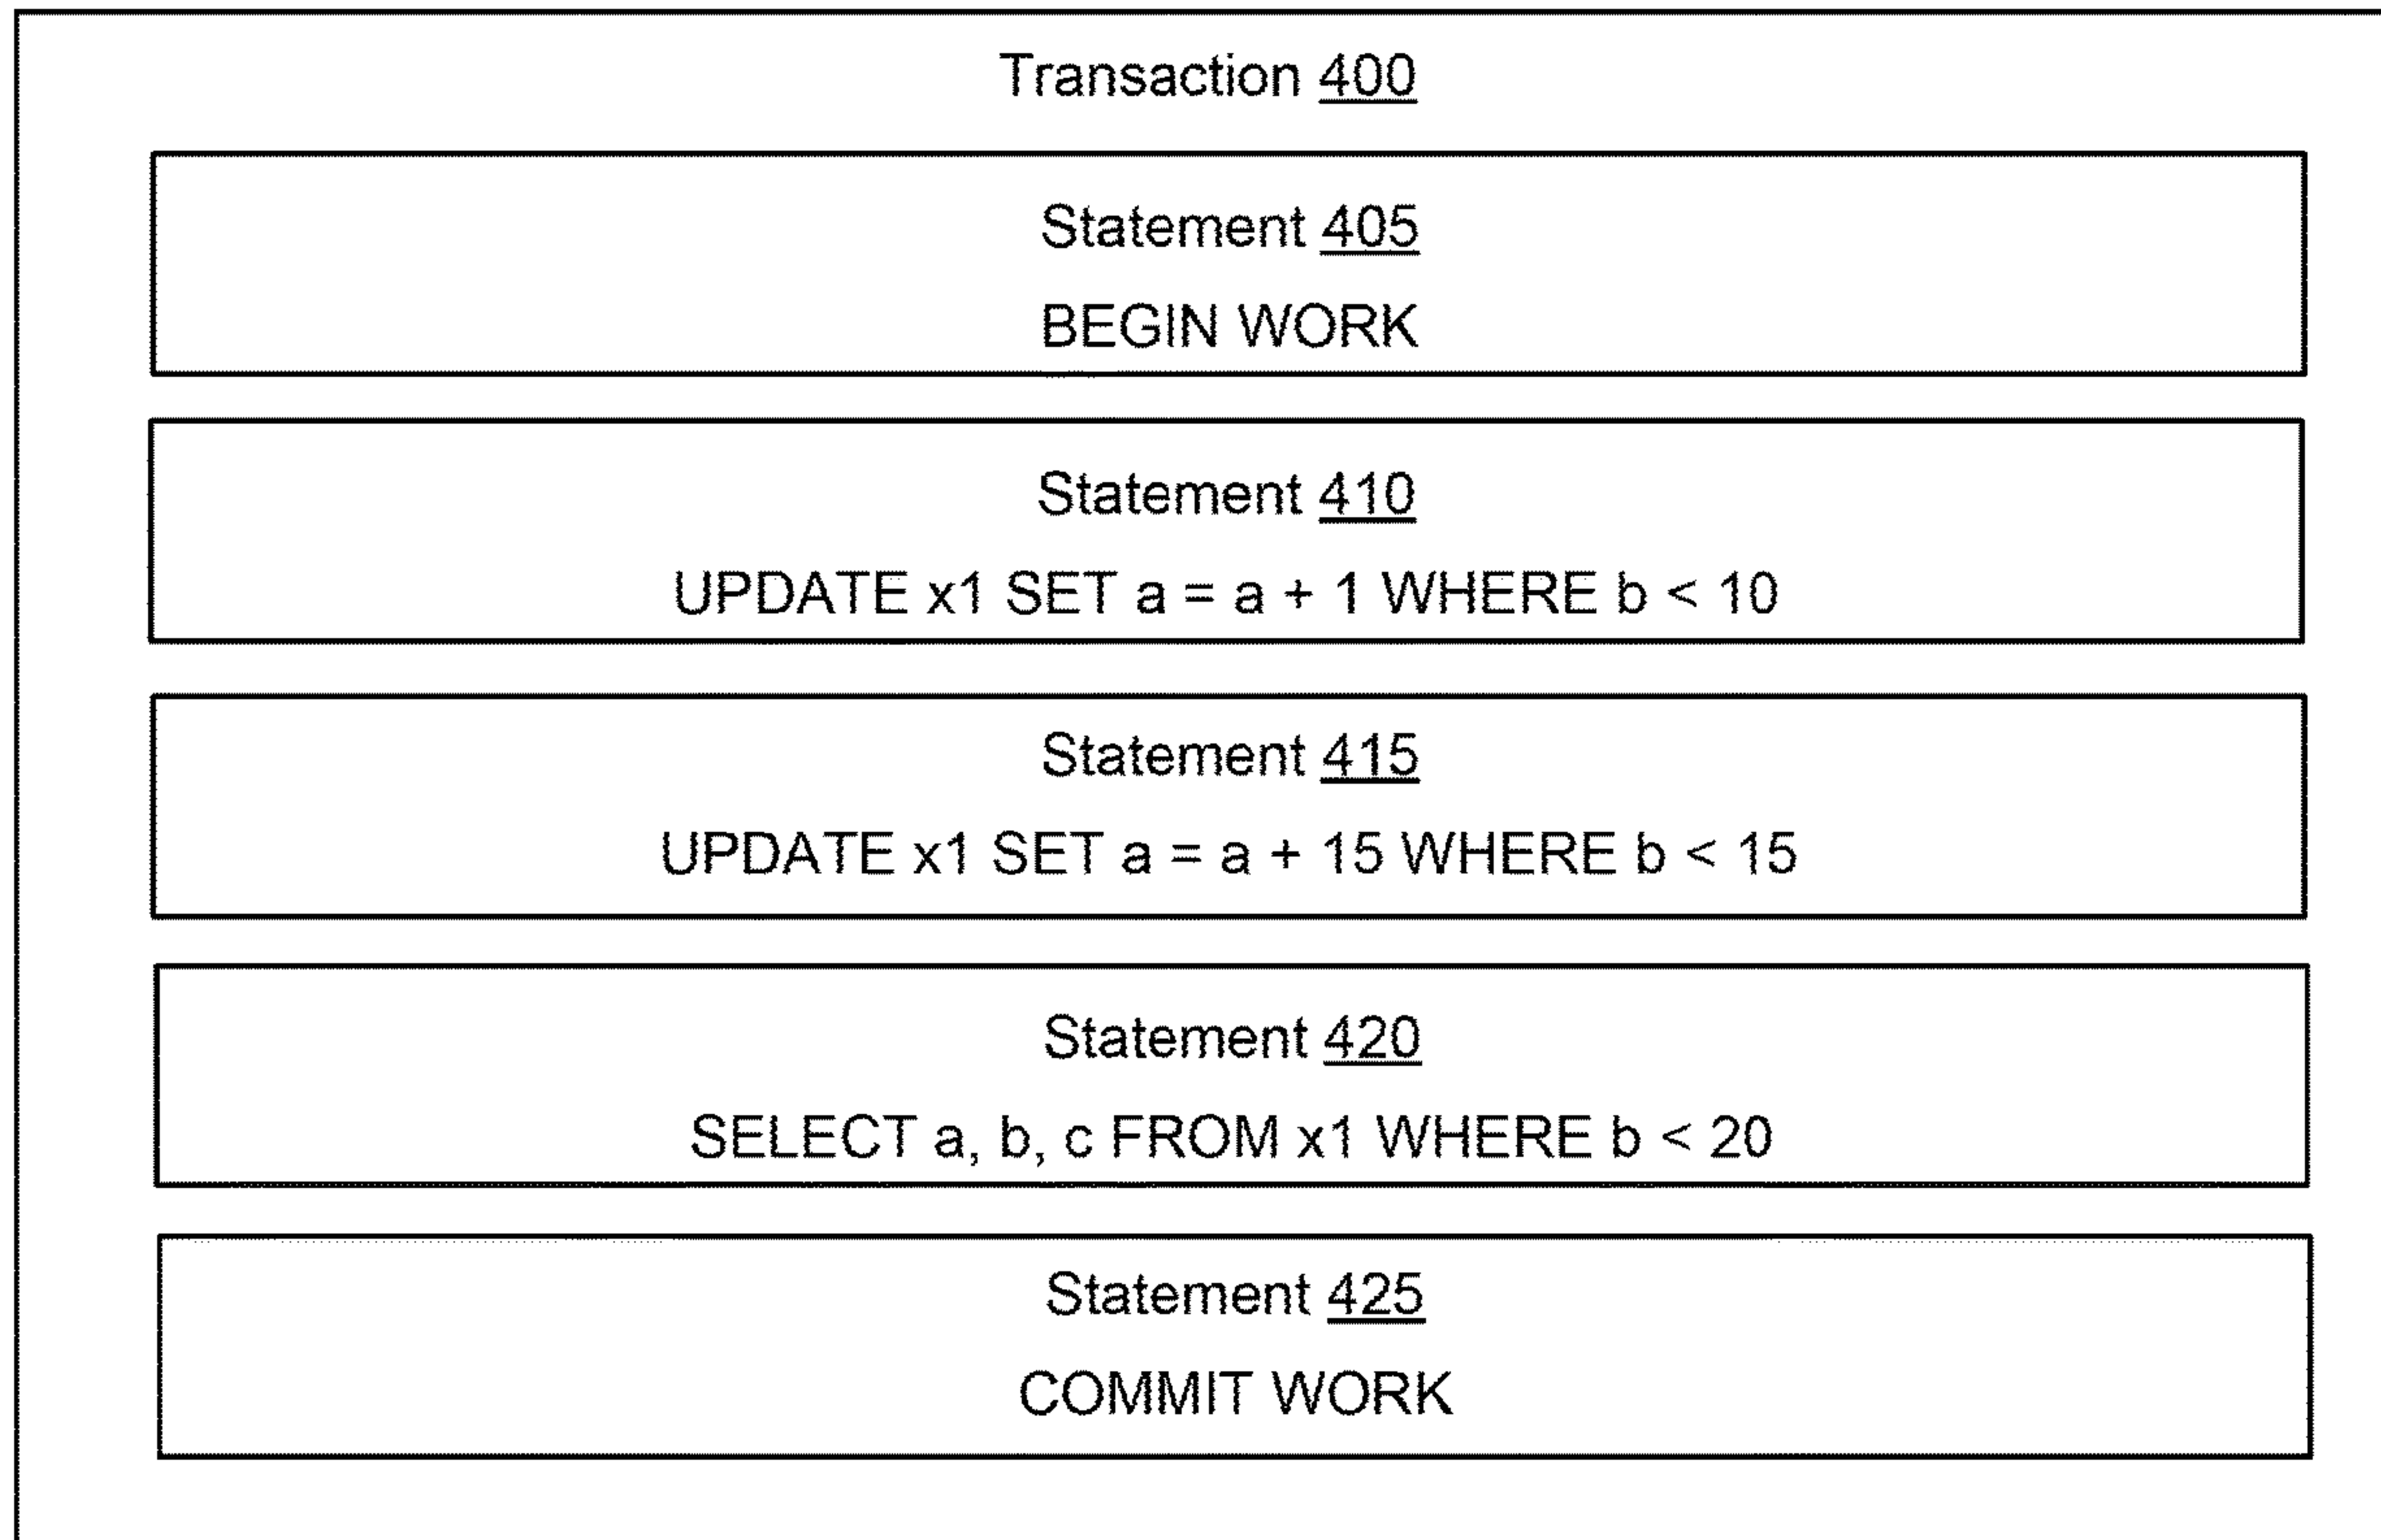 Transaction 400
Statement 405
BEGIN WORK
Statement 410
UPDATE x1 SET a = a + 1 WHERE b < 10
Statement 415
UPDATE x1 SET a = a + 15 WHERE b < 15
Statement 420
SELECT a, b, c FROM x1 WHERE b < 20
Statement 425
COMMIT WORK